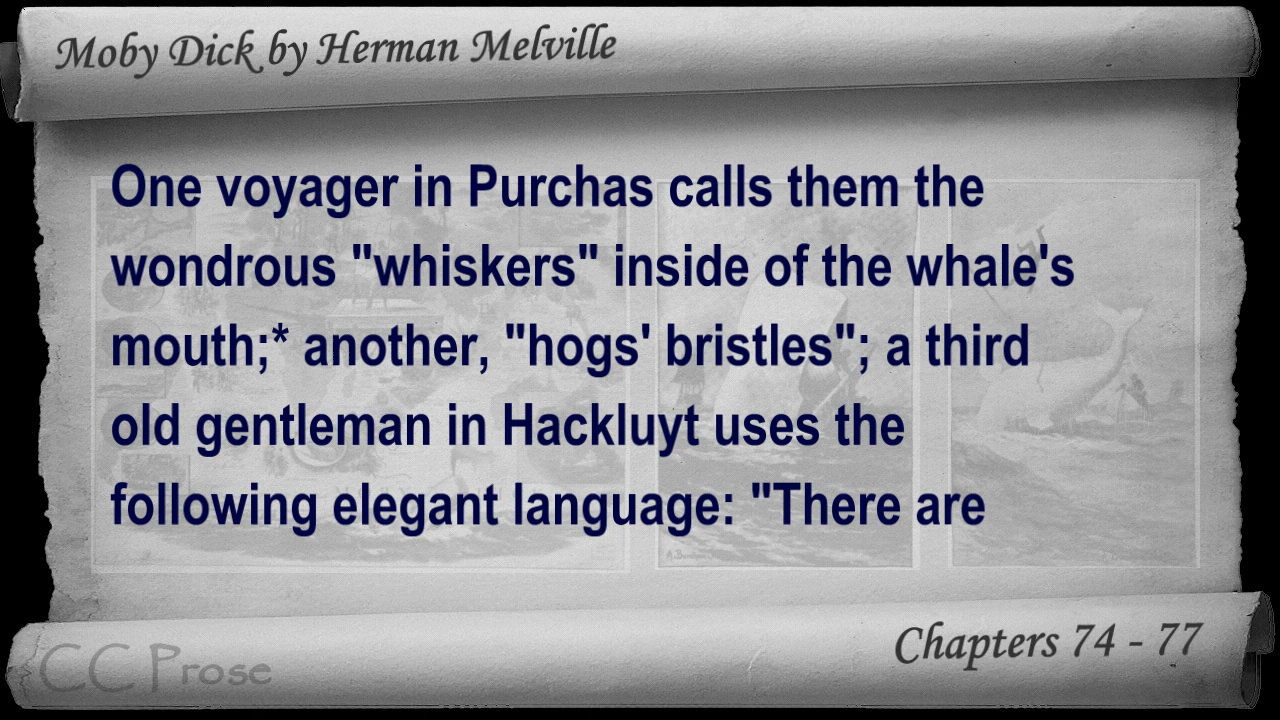 Moby Dick by Herman Melville
One voyager in Purchas calls them the
wondrous "whiskers" inside of the whale's
mouth;* another, "hogs' bristles"; a third
old gentleman in Hackluyt uses the
following elegant language: "There are
Chapters 74 - 77
CC Prose